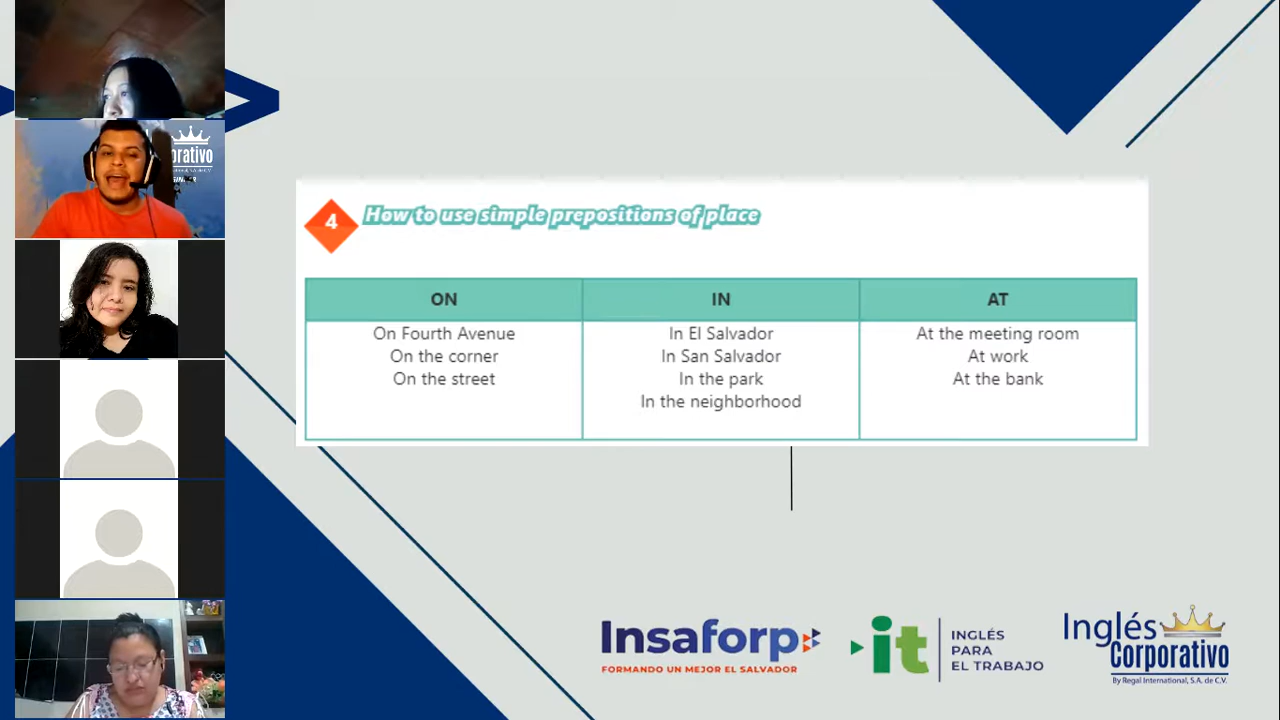 orativo
4
How to use simple prepositions of place
ON
IN
AT
On Fourth Avenue
On the corner
On the street
In El Salvador
In San Salvador
In the park
In the neighborhood
At the meeting room
At work
At the bank
Insaforp
FORMANDO UN MEJOR EL SALVADOR
it
INGLÉS
PARA
EL TRABAJO
Inglés
Corporativo
By Regal International, S.A. de C.V.